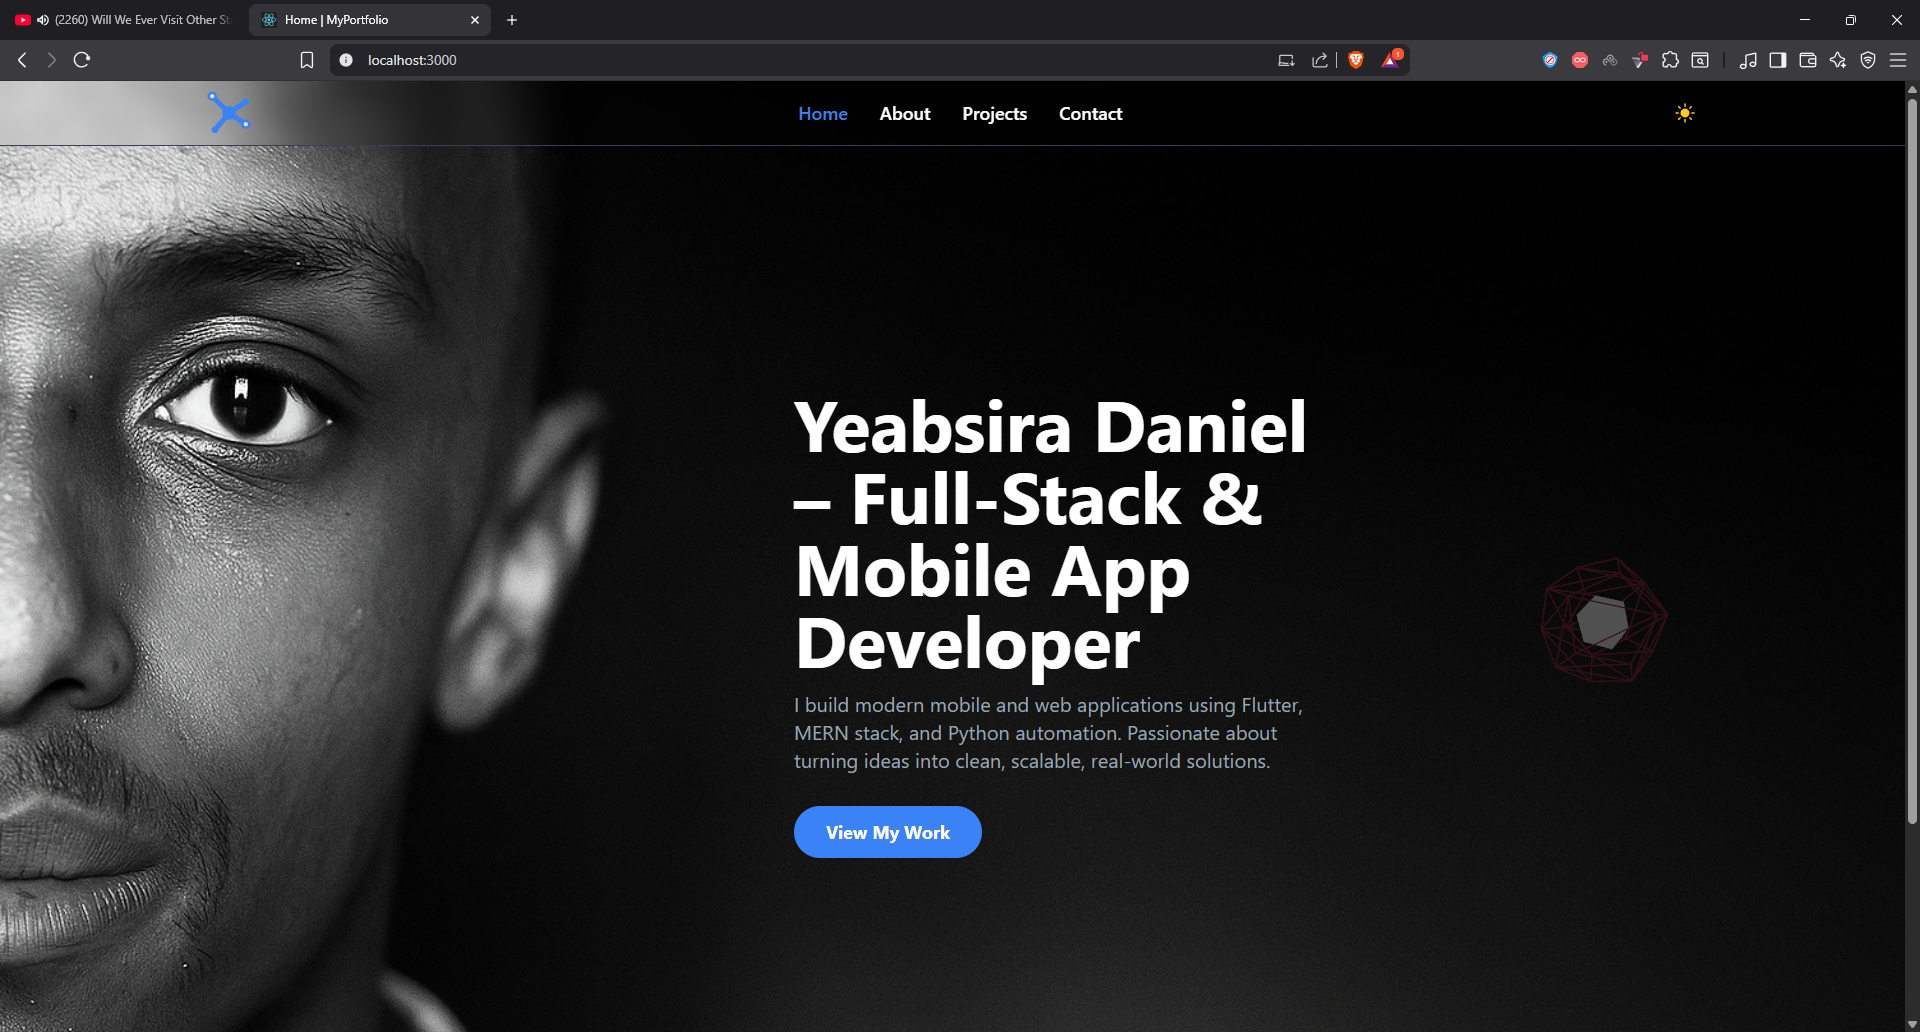 (2260) Will We Ever Visit Other St
Home | MyPortfolio
localhost:3000
1
Home
About
Projects
Contact
Yeabsira Daniel
– Full-Stack &
Mobile App
Developer
I build modern mobile and web applications using Flutter,
MERN stack, and Python automation. Passionate about
turning ideas into clean, scalable, real-world solutions.
View My Work